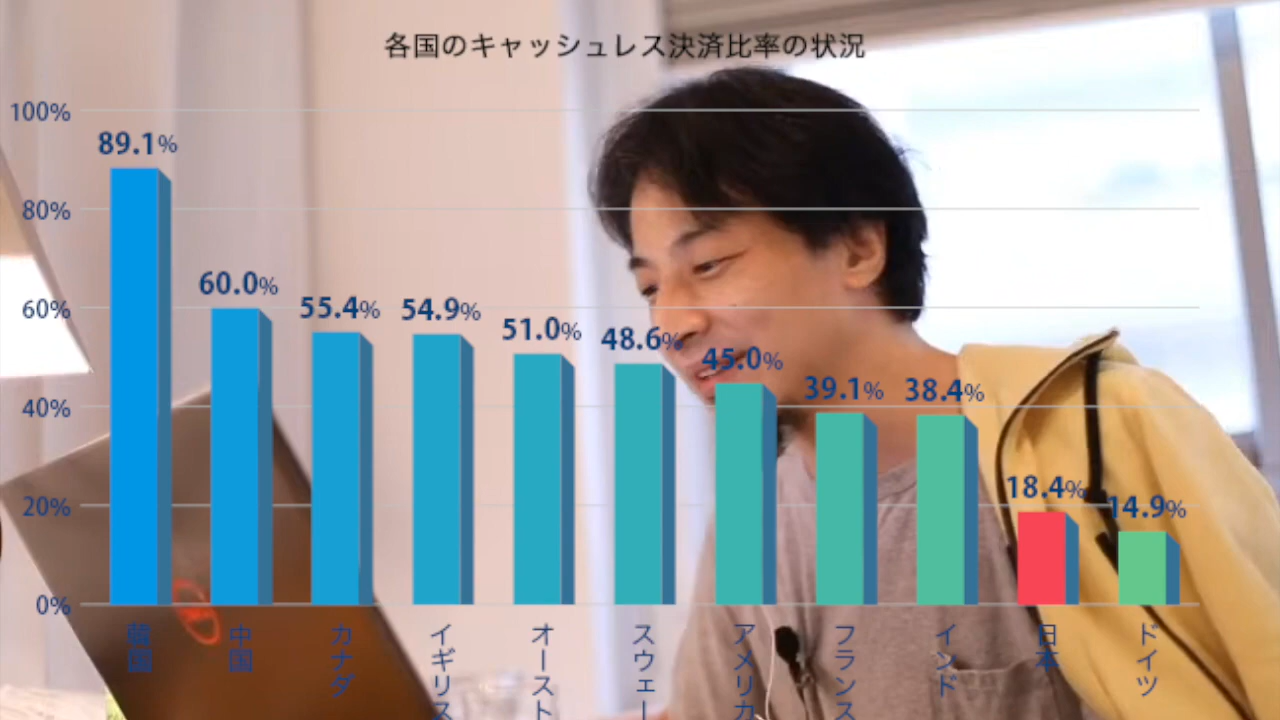 各国のキャッシュレス決済比率の状況
100%
80%
60%
40%
20%
0%
89.1%
60.0%
55.4%
54.9%
51.0%
48.6%
45.0%
39.1%
38.4%
18.4%
14.9%
韓国
中国
カナダ
イギリス
オースト
スウェー
アメリカ
フランス
インド
日本
ドイツ